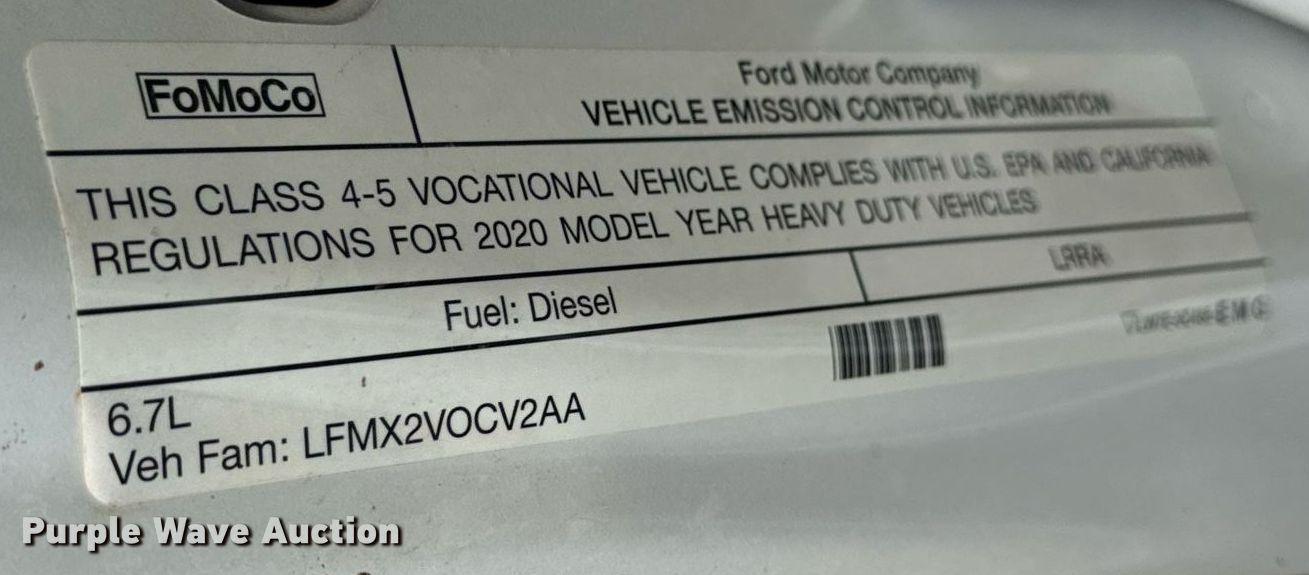 FoMoCo
Ford Motor Company
VEHICLE EMISSION CONTROL INFORMATION
THIS CLASS 4-5 VOCATIONAL VEHICLE COMPLIES WITH U.S. EPA AND CALIFORNIA
REGULATIONS FOR 2020 MODEL YEAR HEAVY DUTY VEHICLES
Fuel: Diesel
LRRA
6.7L
Veh Fam: LFMX2VOCV2AA
Purple Wave Auction